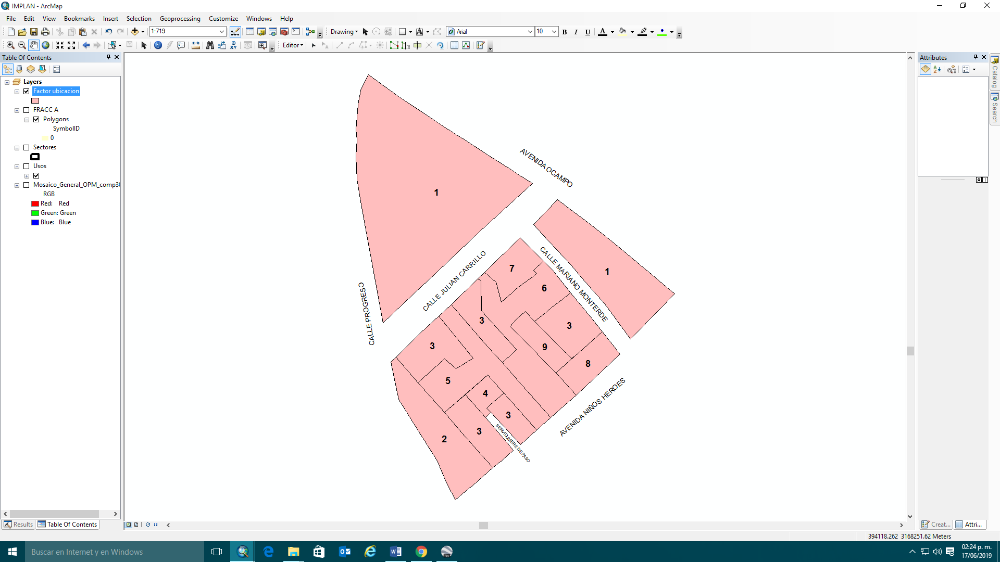 IMPLAN - ArcMap
File Edit View Bookmarks Insert Selection Geoprocessing Customize Windows Help
1:719
Drawing
Arial
10
B I U A
Editor
Table Of Contents
Layers
Factor ubicacion
FRACC A
Polygons
SymbolID
0
Sectores
Usos
Mosaico_General_OPM_comp30
RGB
Red: Red
Green: Green
Blue: Blue
Results
Table Of Contents
AVENIDA OCAMPO
1
CALLE JULIAN CARRILLO
CALLE MARIANO MONTERDE
1
7
6
CALLE PROGRESO
3
3
3
9
8
5
4
3
3
2
AVENIDA NIÑOS HEROES
SERVIDUMBRE DE PASO
Attributes
Catalog
Search
Creat...
Attri...
394118.262 3168251.62 Meters
Buscar en Internet y en Windows
02:24 p. m.
17/06/2019